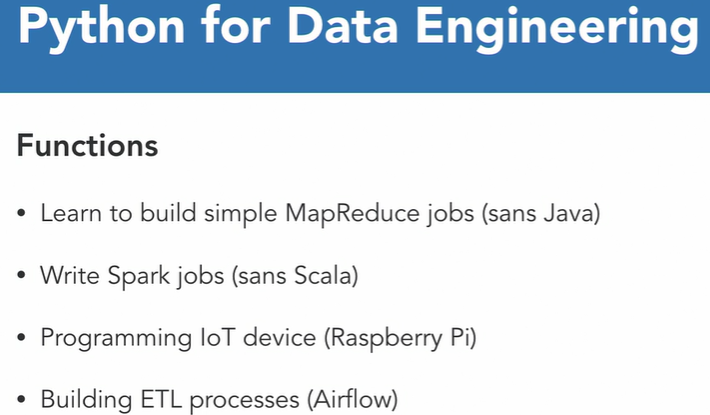 Python for Data Engineering
Functions
• Learn to build simple MapReduce jobs (sans Java)
• Write Spark jobs (sans Scala)
• Programming IoT device (Raspberry Pi)
• Building ETL processes (Airflow)